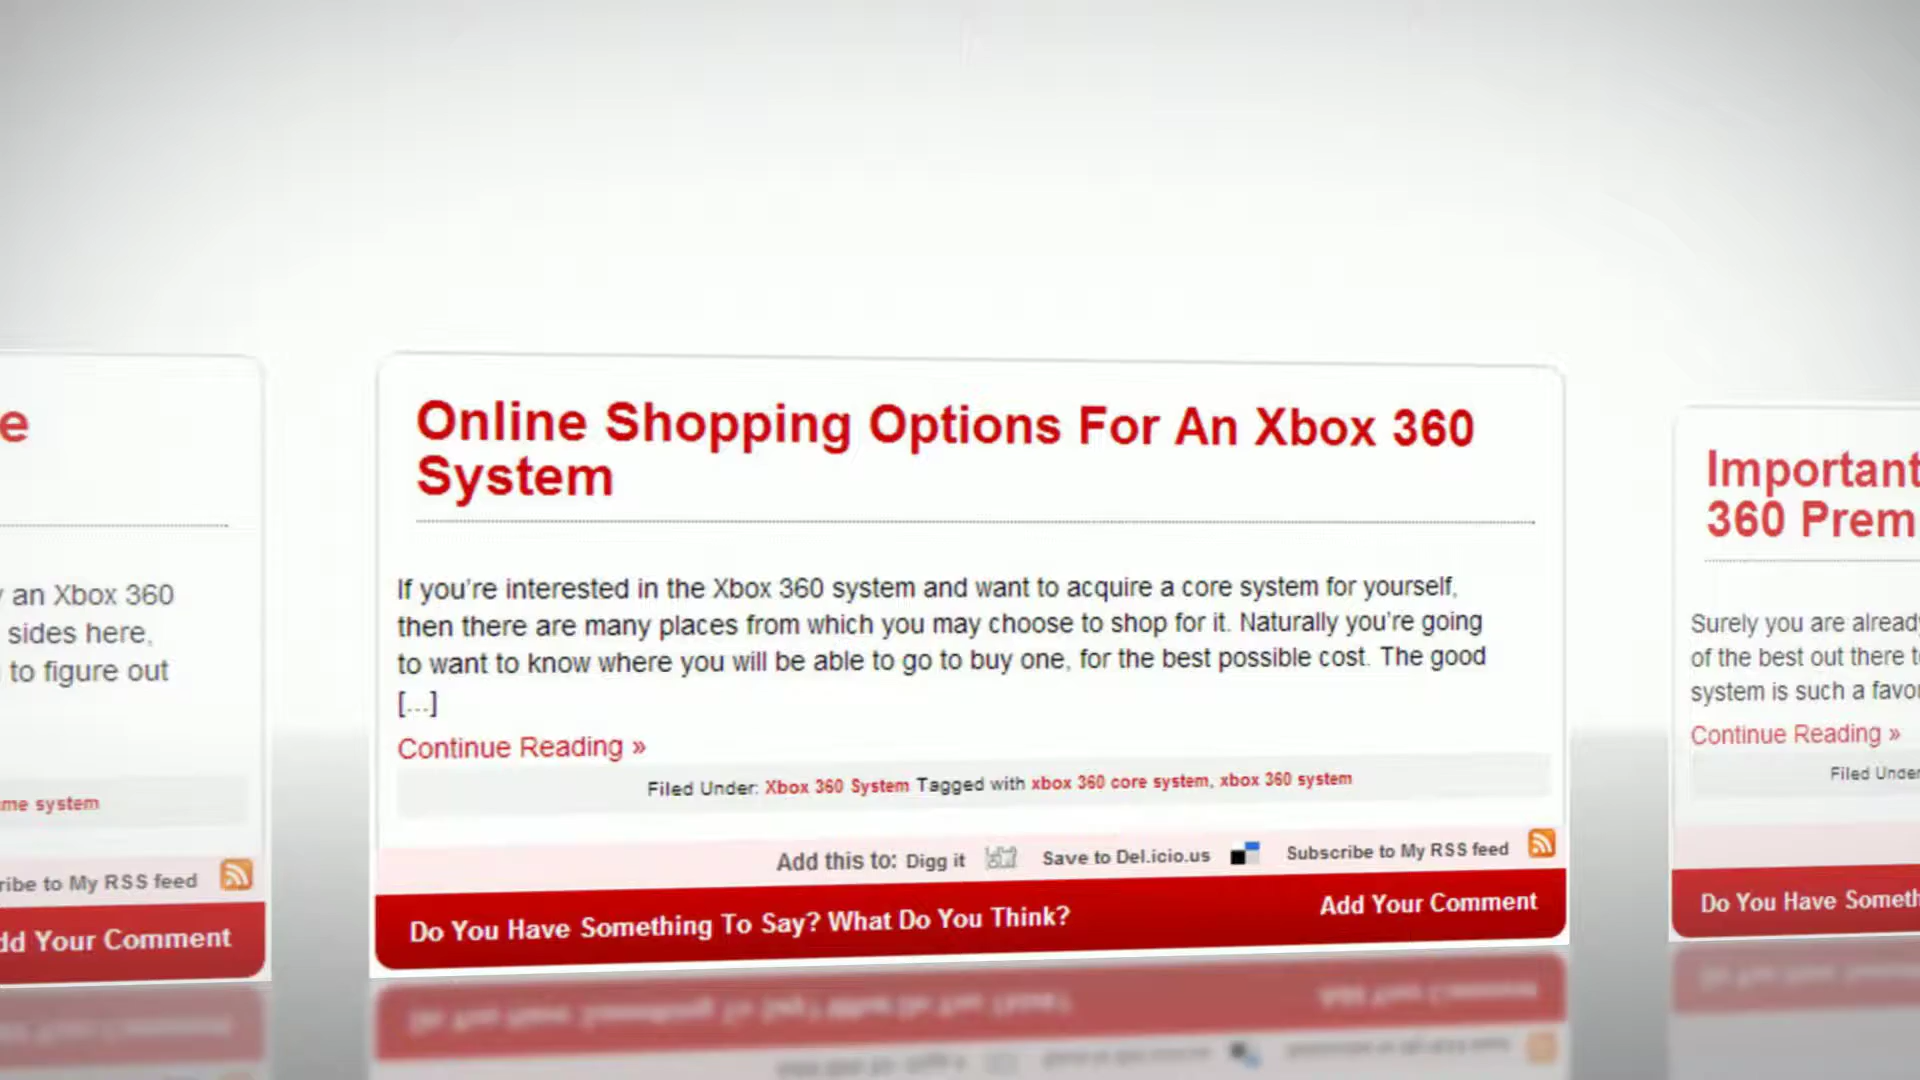 e
an Xbox 360
sides here,
to figure out
me system
ribe to My RSS feed
dd Your Comment
Online Shopping Options For An Xbox 360
System
If you're interested in the Xbox 360 system and want to acquire a core system for yourself,
then there are many places from which you may choose to shop for it. Naturally you're going
to want to know where you will be able to go to buy one, for the best possible cost. The good
[...]
Continue Reading »
Filed Under: Xbox 360 System Tagged with xbox 360 core system, xbox 360 system
Add this to: Digg it Save to Del.icio.us Subscribe to My RSS feed
Do You Have Something To Say? What Do You Think? Add Your Comment
Important
360 Prem
Surely you are already
of the best out there t
system is such a favor
Continue Reading »
Filed Under
Do You Have Someth